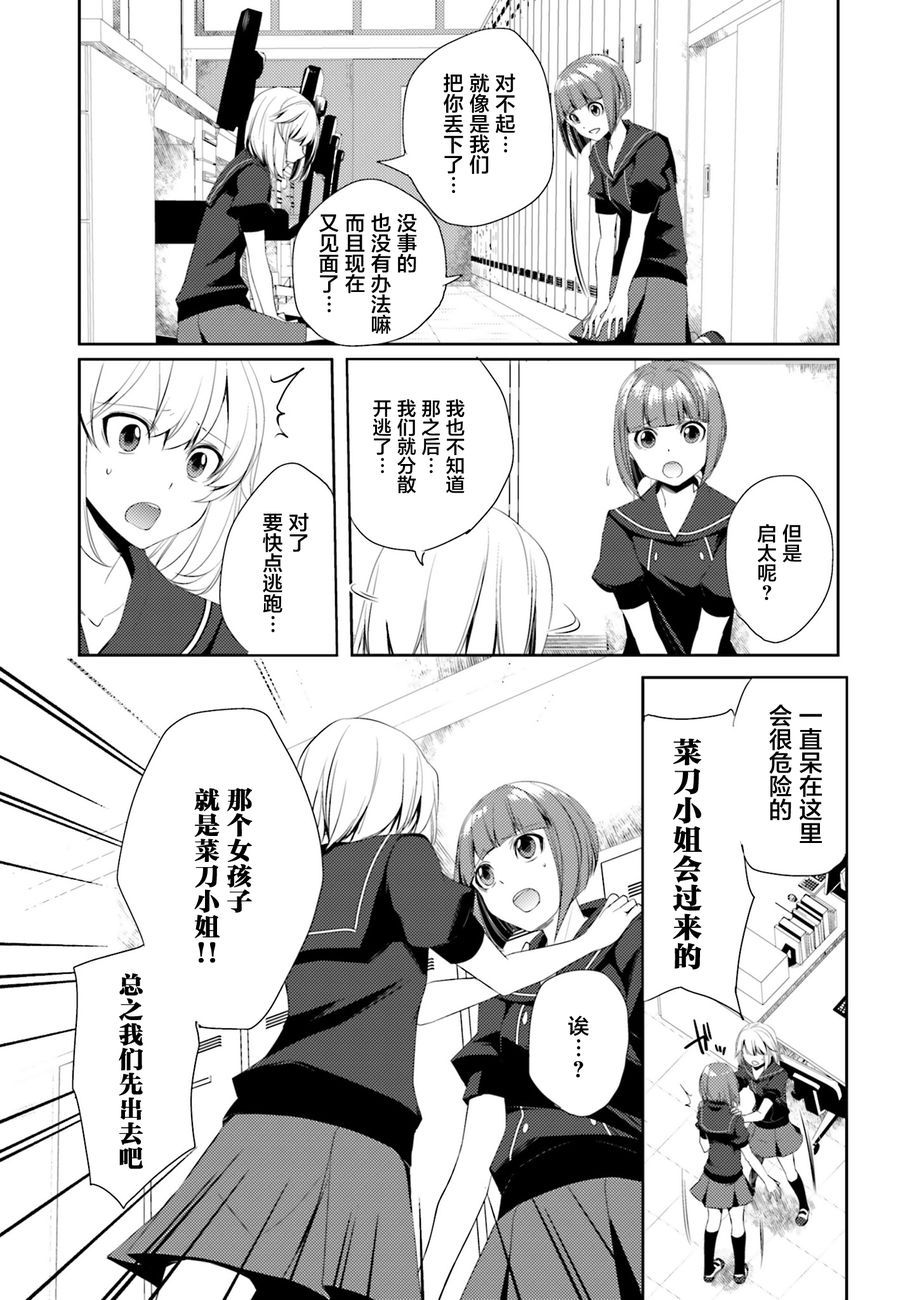 对不起…
就像是我们
把你丢下了…
没事的
也没有办法嘛
而且现在
又见面了…
但是
启太呢?
我也不知道
那之后…
我们就分散
开逃了…
对了
要快点逃跑
…
一直呆在这里
会很危险的
菜刀小姐会过来的
诶…?
那个女孩子
就是菜刀小姐!!
总之我们先出去吧